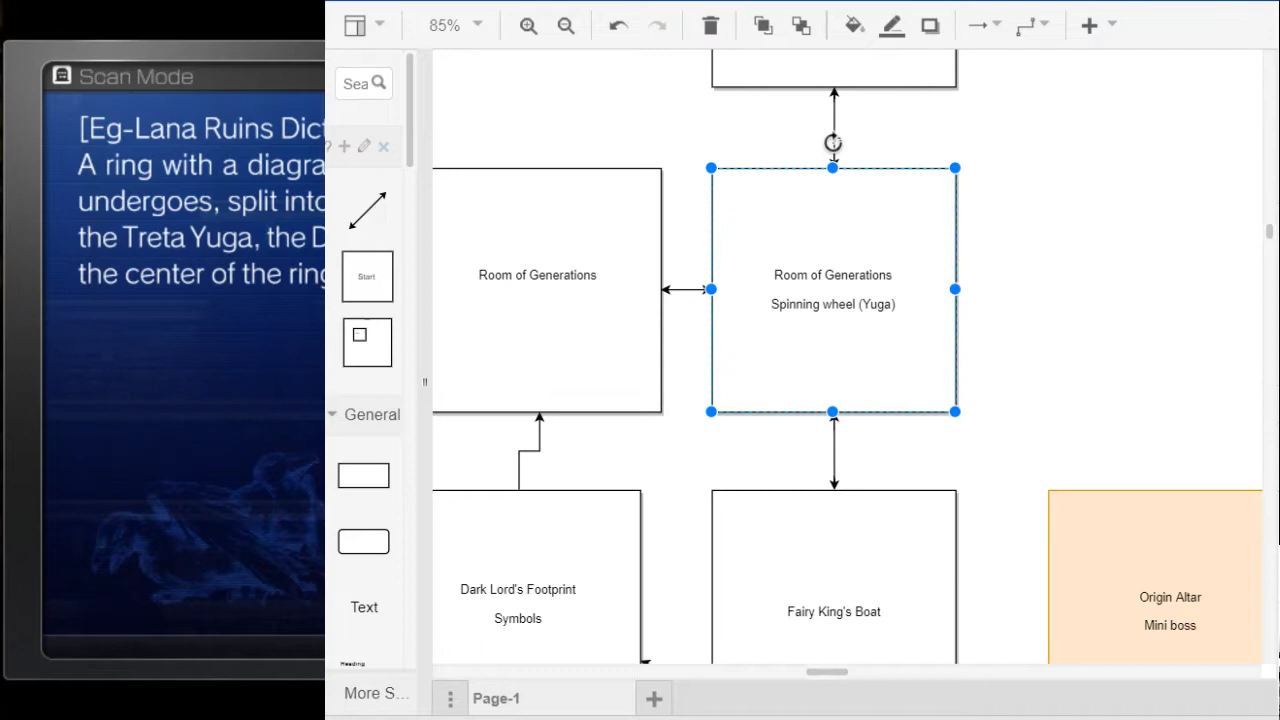 Scan Mode
[Eg-Lana Ruins Dict
A ring with a diagra
undergoes, split into
the Treta Yuga, the D
the center of the ring
85%
Sea
?
Start
General
Text
Heading
More S...
Room of Generations
Room of Generations
Spinning wheel (Yuga)
Dark Lord's Footprint
Symbols
Fairy King's Boat
Origin Altar
Mini boss
Page-1